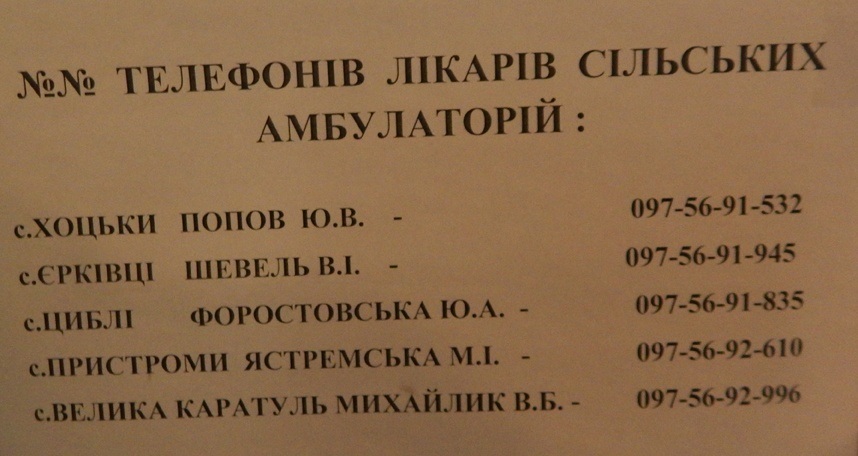 №№ ТЕЛЕФОНІВ ЛІКАРІВ СІЛЬСЬКИХ
АМБУЛАТОРІЙ :
с.ХОЦЬКИ ПОПОВ Ю.В. - 097-56-91-532
с.ЄРКІВЦІ ШЕВЕЛЬ В.І. - 097-56-91-945
с.ЦИБЛІ ФОРОСТОВСЬКА Ю.А. - 097-56-91-835
с.ПРИСТРОМИ ЯСТРЕМСЬКА М.І. - 097-56-92-610
с.ВЕЛИКА КАРАТУЛЬ МИХАЙЛИК В.Б. - 097-56-92-996